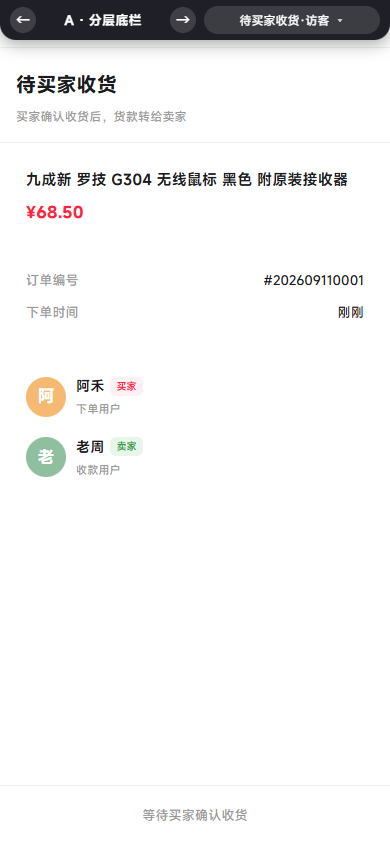 ← A · 分层底栏 → 待买家收货·访客
待买家收货
买家确认收货后，货款转给卖家
九成新 罗技 G304 无线鼠标 黑色 附原装接收器
¥68.50
订单编号 #202609110001
下单时间 刚刚
阿 阿禾 买家
下单用户
老 老周 卖家
收款用户
等待买家确认收货